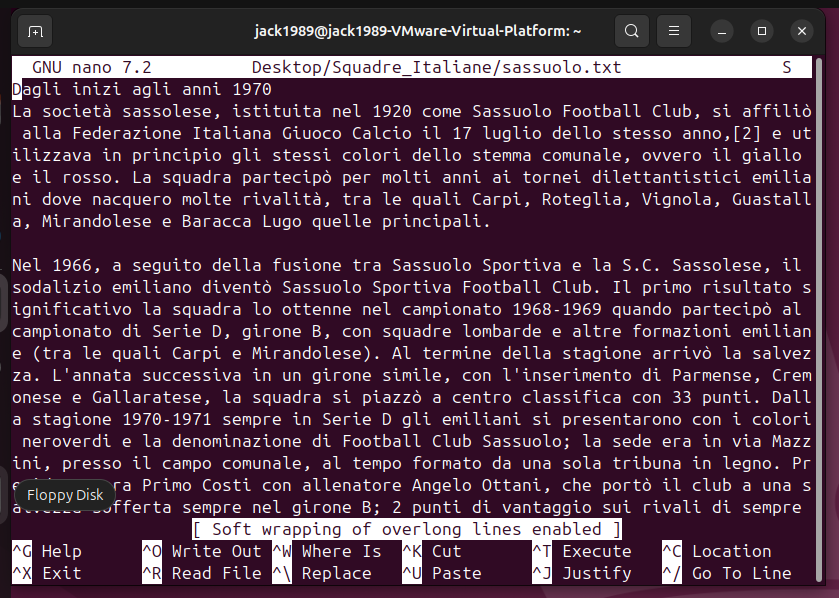 jack1989@jack1989-VMware-Virtual-Platform: ~
GNU nano 7.2 Desktop/Squadre_Italiane/sassuolo.txt S
Dagli inizi agli anni 1970
La società sassolese, istituita nel 1920 come Sassuolo Football Club, si affiliò
alla Federazione Italiana Giuoco Calcio il 17 luglio dello stesso anno,[2] e ut
ilizzava in principio gli stessi colori dello stemma comunale, ovvero il giallo
e il rosso. La squadra partecipò per molti anni ai tornei dilettantistici emilia
ni dove nacquero molte rivalità, tra le quali Carpi, Roteglia, Vignola, Guastall
a, Mirandolese e Baracca Lugo quelle principali.

Nel 1966, a seguito della fusione tra Sassuolo Sportiva e la S.C. Sassolese, il
sodalizio emiliano diventò Sassuolo Sportiva Football Club. Il primo risultato s
ignificativo la squadra lo ottenne nel campionato 1968-1969 quando partecipò al
campionato di Serie D, girone B, con squadre lombarde e altre formazioni emilian
e (tra le quali Carpi e Mirandolese). Al termine della stagione arrivò la salvez
za. L'annata successiva in un girone simile, con l'inserimento di Parmense, Crem
onese e Gallaratese, la squadra si piazzò a centro classifica con 33 punti. Dall
a stagione 1970-1971 sempre in Serie D gli emiliani si presentarono con i colori
neroverdi e la denominazione di Football Club Sassuolo; la sede era in via Mazz
ini, presso il campo comunale, al tempo formato da una sola tribuna in legno. Pr
ra Primo Costi con allenatore Angelo Ottani, che portò il club a una s
Floppy Disk
sofferta sempre nel girone B; 2 punti di vantaggio sui rivali di sempre
[ Soft wrapping of overlong lines enabled ]
^G Help ^O Write Out ^W Where Is ^K Cut ^T Execute ^C Location
^X Exit ^R Read File ^\ Replace ^U Paste ^J Justify ^/ Go To Line